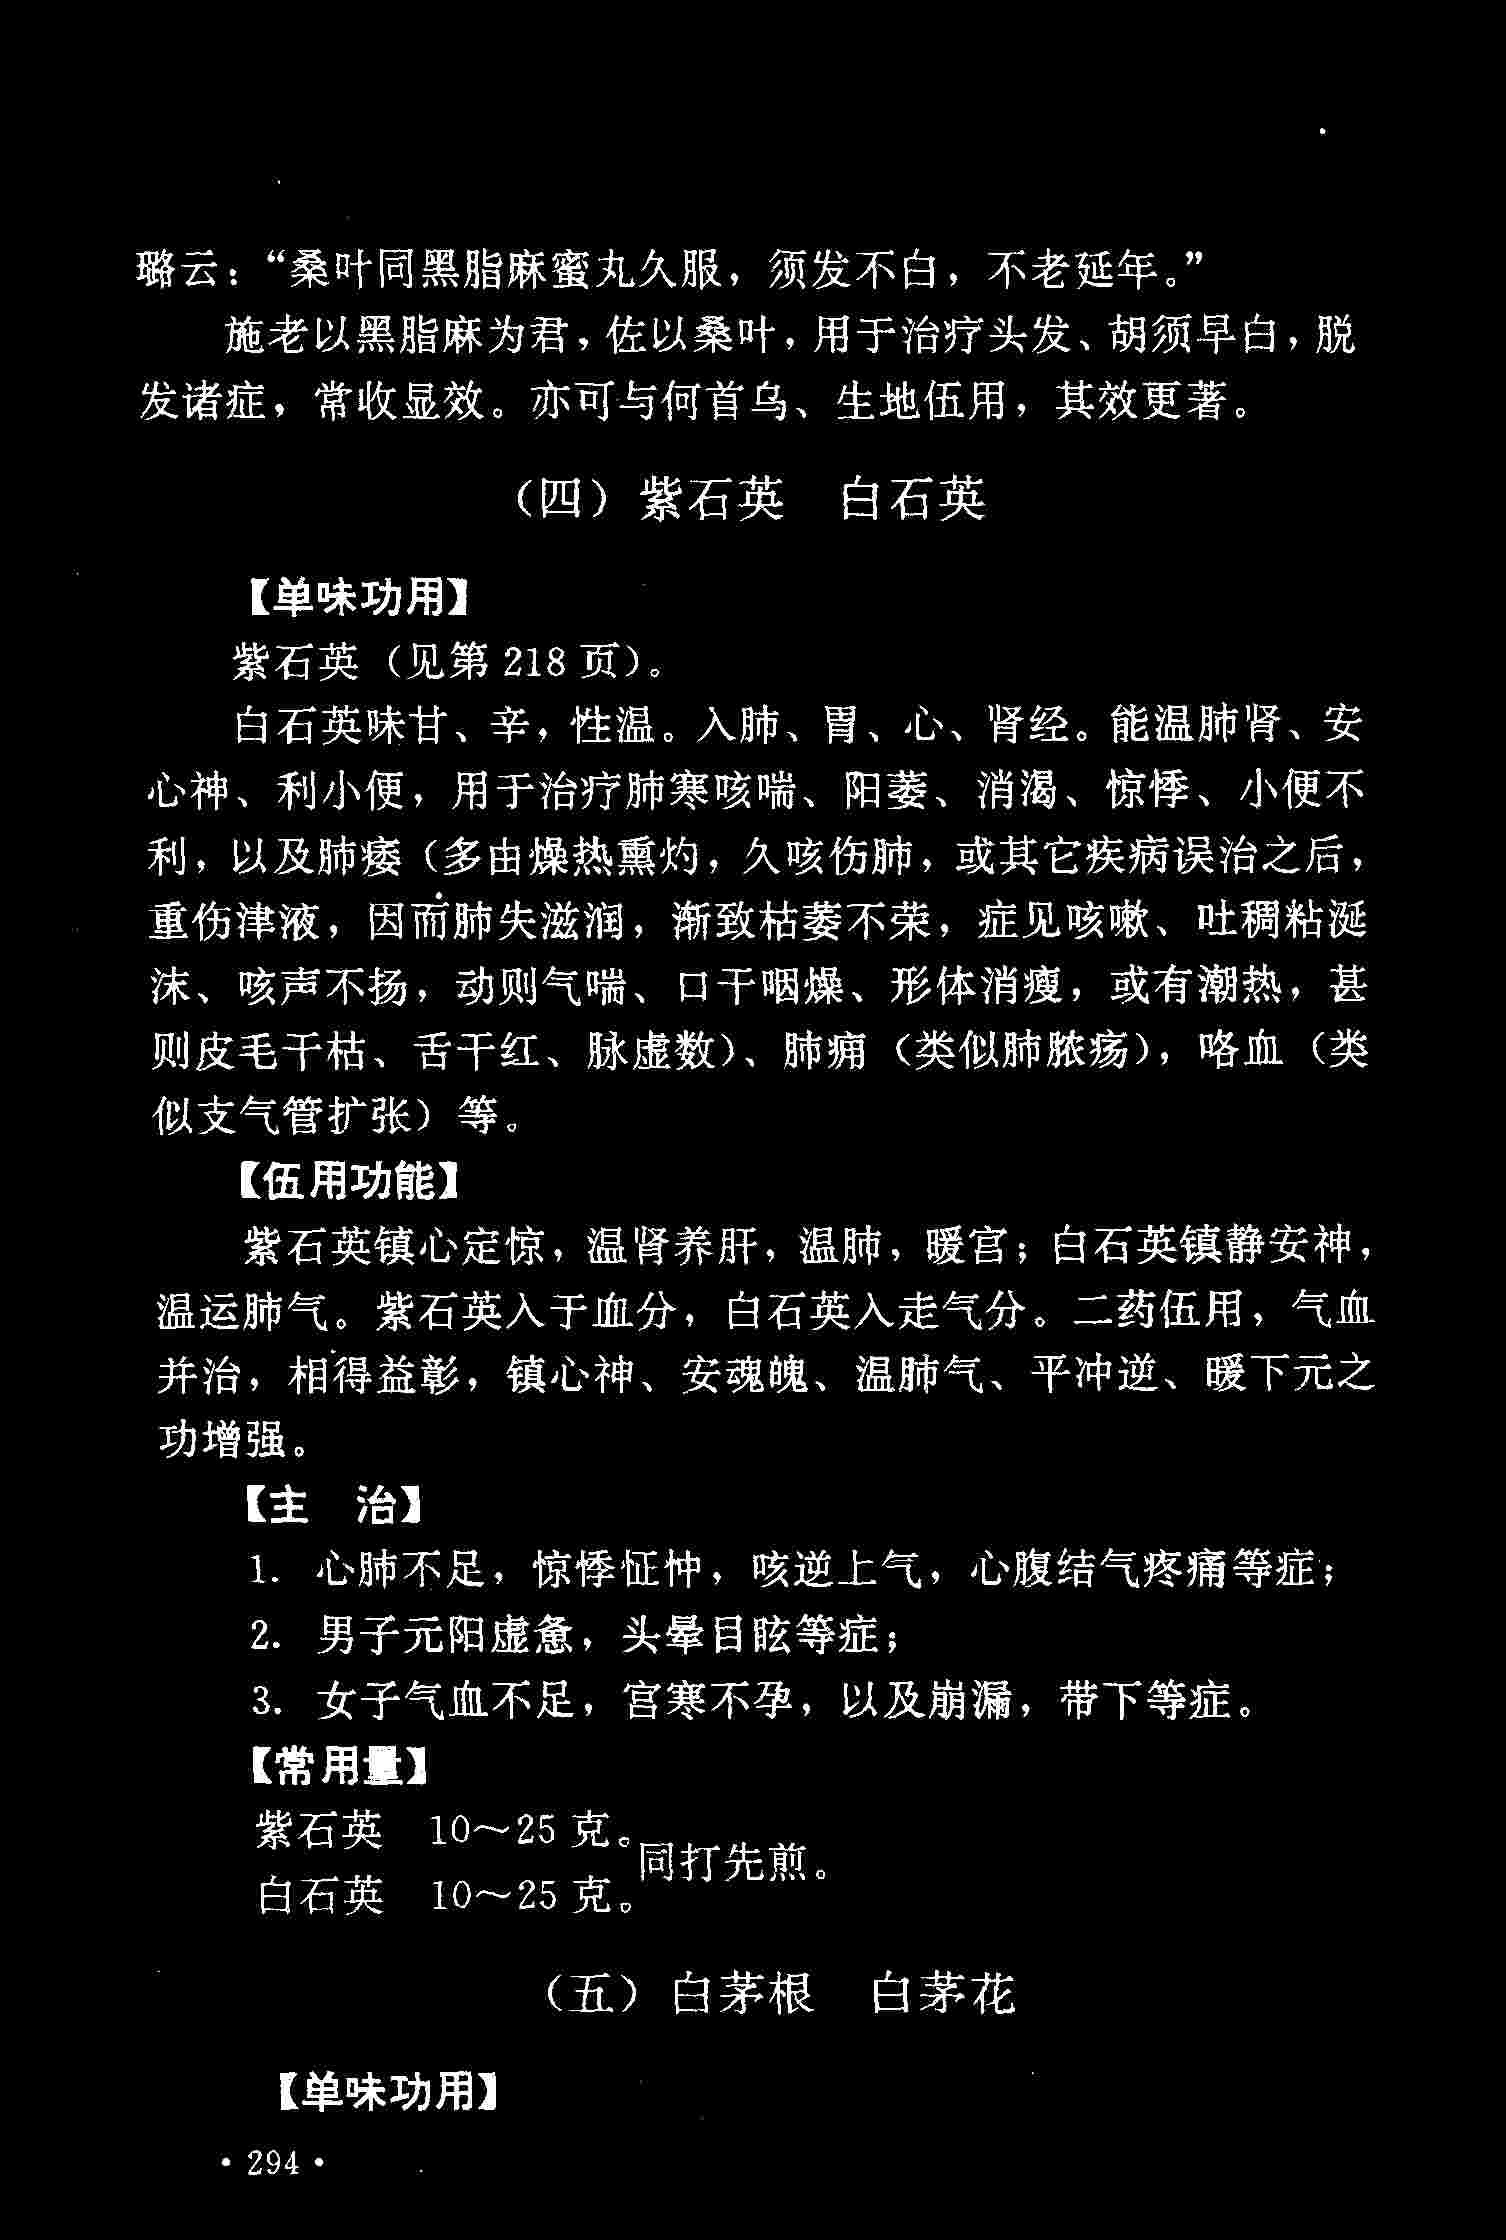 璐云：“桑叶同黑脂麻蜜丸久服，须发不白，不老延年。”
施老以黑脂麻为君，佐以桑叶，用于治疗头发、胡须早白，脱
发诸症，常收显效。亦可与何首乌、生地伍用，其效更著。
（四）紫石英　白石英
【单味功用】
紫石英（见第 218 页）。
白石英味甘、辛，性温。入肺、胃、心、肾经。能温肺肾、安
心神、利小便，用于治疗肺寒咳喘、阳萎、消渴、惊悸、小便不
利，以及肺痿（多由燥热熏灼，久咳伤肺，或其它疾病误治之后，
重伤津液，因而肺失滋润，渐致枯萎不荣，症见咳嗽、吐稠粘涎
沫、咳声不扬，动则气喘、口干咽燥、形体消瘦，或有潮热，甚
则皮毛干枯、舌干红、脉虚数）、肺痈（类似肺脓疡），咯血（类
似支气管扩张）等。
【伍用功能】
紫石英镇心定惊，温肾养肝，温肺，暖宫；白石英镇静安神，
温运肺气。紫石英入于血分，白石英入走气分。二药伍用，气血
并治，相得益彰，镇心神、安魂魄、温肺气、平冲逆、暖下元之
功增强。
【主　治】
1. 心肺不足，惊悸怔忡，咳逆上气，心腹结气疼痛等症；
2. 男子元阳虚惫，头晕目眩等症；
3. 女子气血不足，宫寒不孕，以及崩漏，带下等症。
【常用量】
紫石英　10～25 克。
同打先煎。
白石英　10～25 克。
（五）白茅根　白茅花
【单味功用】
· 294 ·